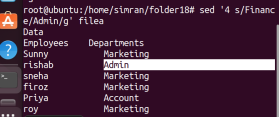 root@ubuntu:/home/simran/folder18# sed '4 s/Financ
e/Admin/g' filea
Data
Employees    Departments
Sunny           Marketing
rishab          Admin
sneha           Marketing
firoz           Marketing
Priya           Account
roy             Marketing